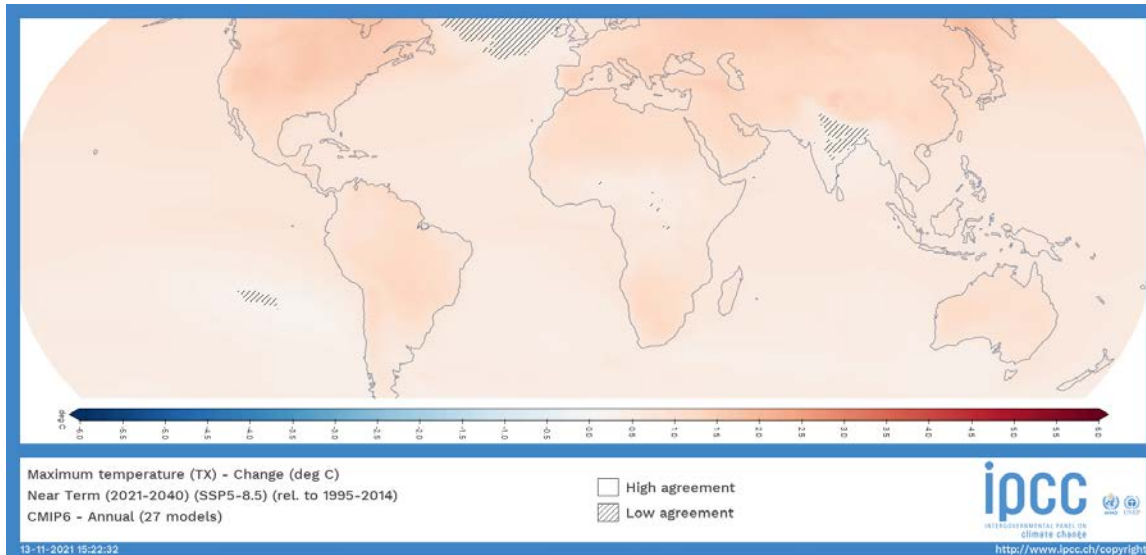 deg C
-6.0 -5.5 -5.0 -4.5 -4.0 -3.5 -3.0 -2.5 -2.0 -1.5 -1.0 -0.5 0.0 0.5 1.0 1.5 2.0 2.5 3.0 3.5 4.0 4.5 5.0 5.5 6.0
Maximum temperature (TX) - Change (deg C)
Near Term (2021-2040) (SSP5-8.5) (rel. to 1995-2014)
CMIP6 - Annual (27 models)
High agreement
Low agreement
ipcc
INTERGOVERNMENTAL PANEL ON
climate change
WMO UNEP
13-11-2021 15:22:32
http://www.ipcc.ch/copyright